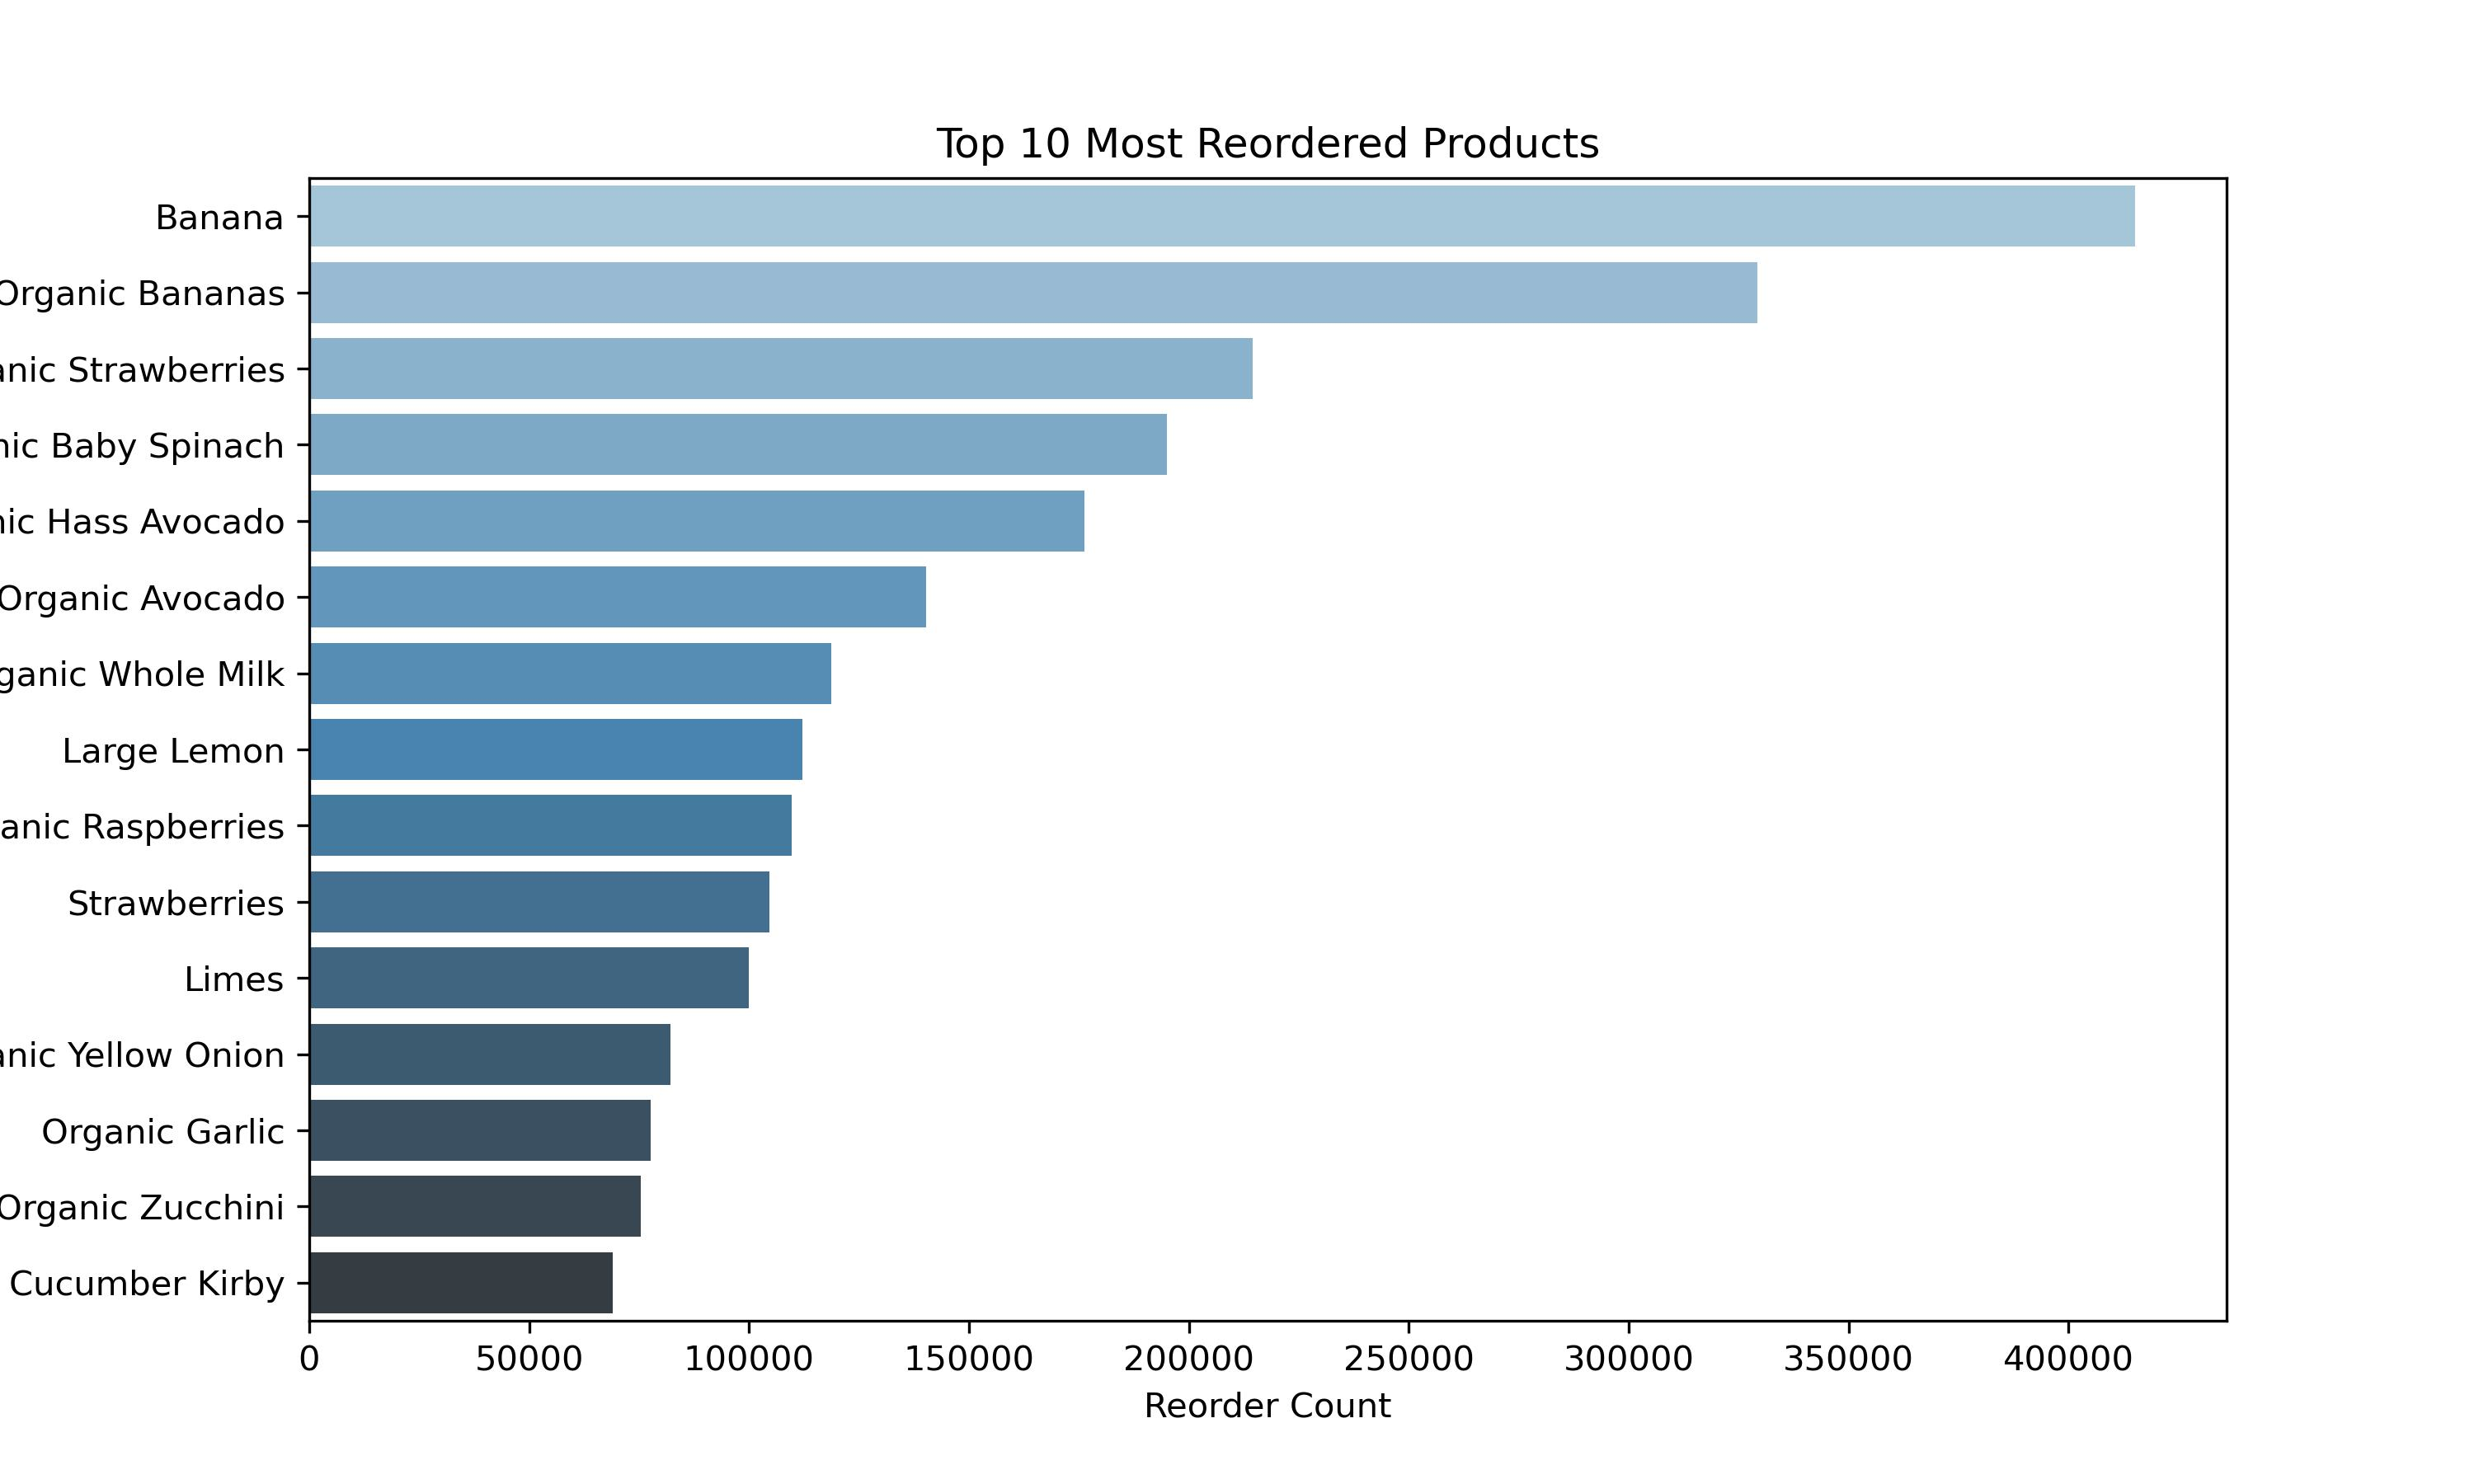 Top 10 Most Reordered Products
Banana
Organic Bananas
anic Strawberries
nic Baby Spinach
nic Hass Avocado
Organic Avocado
ganic Whole Milk
Large Lemon
anic Raspberries
Strawberries
Limes
anic Yellow Onion
Organic Garlic
Organic Zucchini
Cucumber Kirby
0 50000 100000 150000 200000 250000 300000 350000 400000
Reorder Count